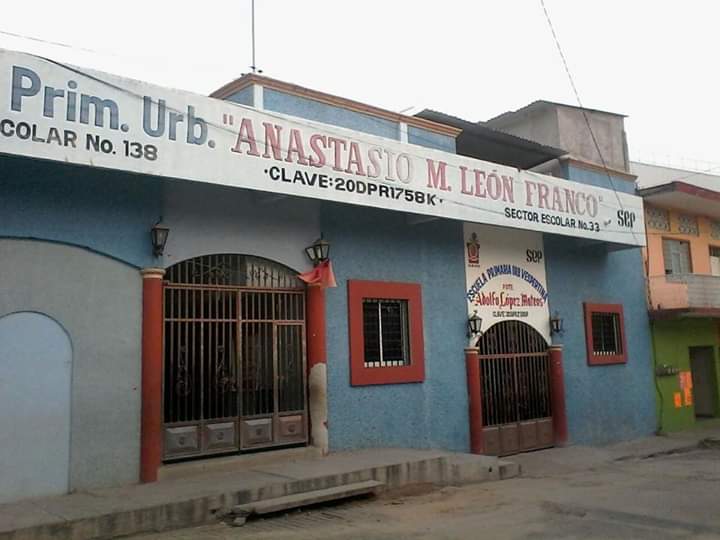 Prim. Urb. "ANASTASIO M. LEÓN FRANCO"
COLAR No. 138
·CLAVE:20DPR1758K·
SECTOR ESCOLAR No.33
SEP
SEP
ESCUELA PRIMARIA URB VESPERTINA
Adolfo López Mateos